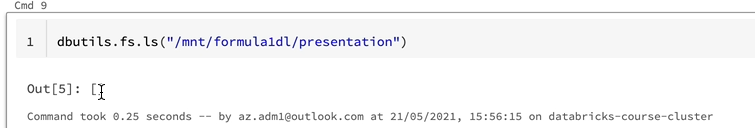 Cmd 9
1 dbutils.fs.ls("/mnt/formula1dl/presentation")
Out[5]: []
Command took 0.25 seconds -- by az.adm1@outlook.com at 21/05/2021, 15:56:15 on databricks-course-cluster